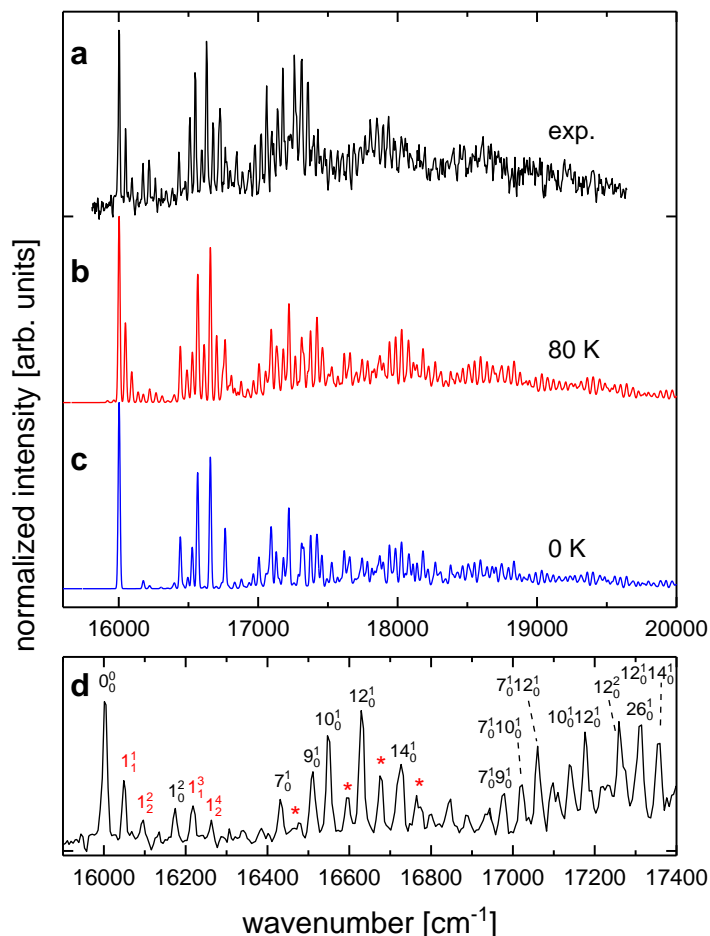 a
exp.
b
80 K
c
0 K
normalized intensity [arb. units]
16000 17000 18000 19000 20000
d
0⁰₀
1¹₁
1²₂
1²₀
1³₁
1⁴₂
7¹₀
*
9¹₀
10¹₀
*
12¹₀
*
14¹₀
*
7¹₀9¹₀
7¹₀10¹₀
7¹₀12¹₀
10¹₀12¹₀
12²₀
26¹₀
12¹₀14¹₀
16000 16200 16400 16600 16800 17000 17200 17400
wavenumber [cm⁻¹]